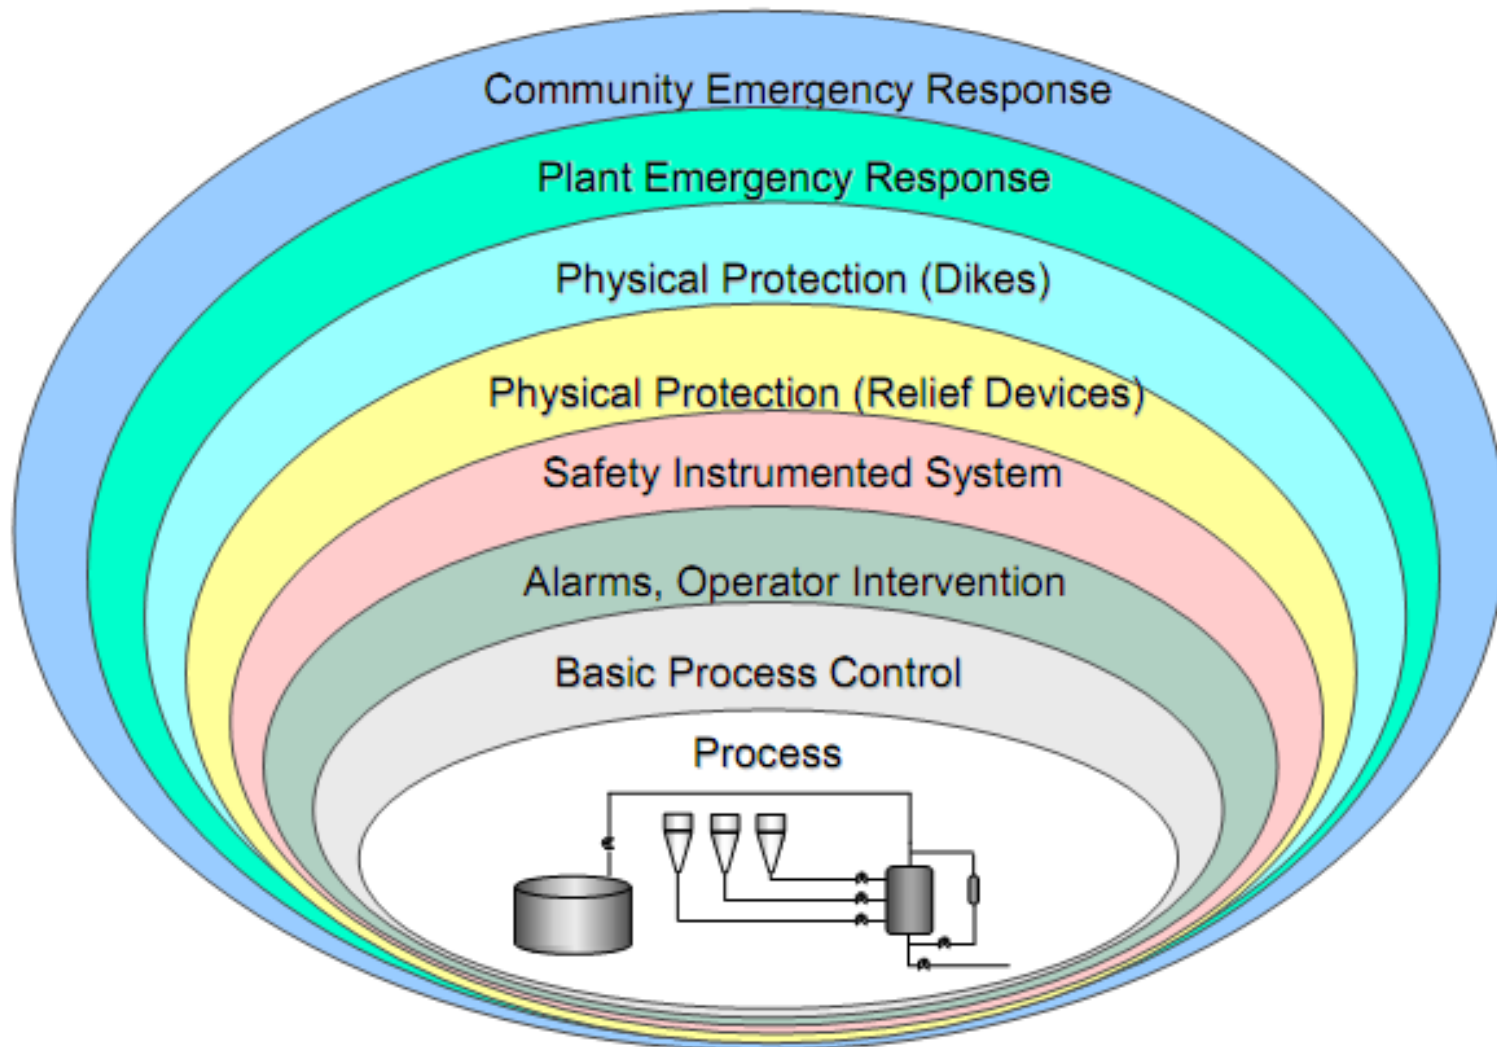 Community Emergency Response
Plant Emergency Response
Physical Protection (Dikes)
Physical Protection (Relief Devices)
Safety Instrumented System
Alarms, Operator Intervention
Basic Process Control
Process